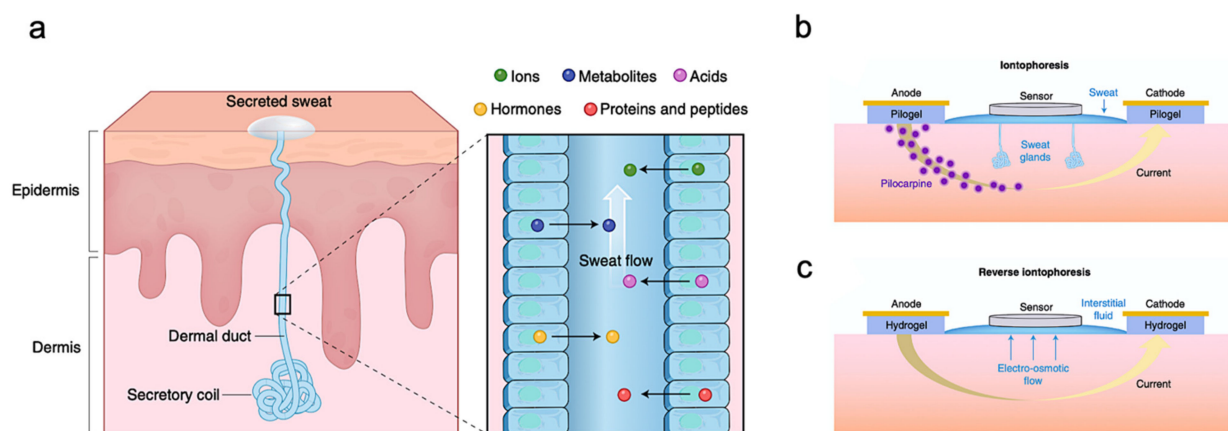 a
Secreted sweat
Epidermis
Dermis
Dermal duct
Secretory coil
Ions
Metabolites
Acids
Hormones
Proteins and peptides
Sweat flow
b
Iontophoresis
Anode
Sensor
Sweat
Cathode
Pilogel
Pilogel
Sweat
glands
Pilocarpine
Current
c
Reverse iontophoresis
Anode
Sensor
Interstitial
fluid
Cathode
Hydrogel
Hydrogel
Electro-osmotic
flow
Current